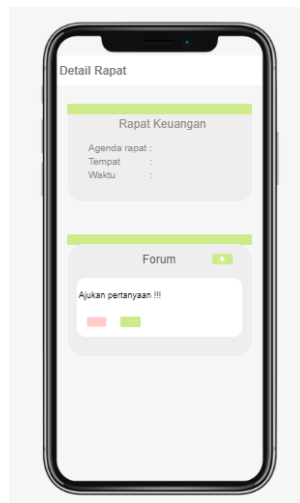 Detail Rapat
Rapat Keuangan
Agenda rapat :
Tempat :
Waktu :
Forum +
Ajukan pertanyaan !!!